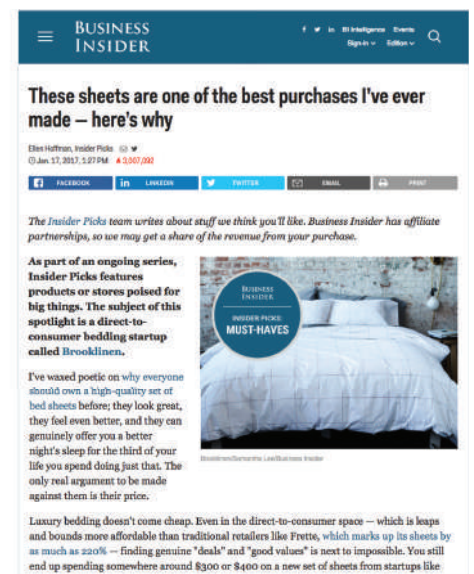 BUSINESS
INSIDER
BI Intelligence Events
Sign-in Edition
These sheets are one of the best purchases I've ever
made — here's why
Ellen Hoffman, Insider Picks
Jan. 17, 2017, 1:27 PM 3,007,092
FACEBOOK LINKEDIN TWITTER EMAIL PRINT
The Insider Picks team writes about stuff we think you'll like. Business Insider has affiliate
partnerships, so we may get a share of the revenue from your purchase.
As part of an ongoing series,
Insider Picks features
products or stores poised for
big things. The subject of this
spotlight is a direct-to-
consumer bedding startup
called Brooklinen.
BUSINESS
INSIDER
INSIDER PICKS
MUST-HAVES
I've waxed poetic on why everyone
should own a high-quality set of
bed sheets before; they look great,
they feel even better, and they can
genuinely offer you a better
night's sleep for the third of your
life you spend doing just that. The
only real argument to be made
against them is their price.
Brooklinen/Samantha Lee/Business Insider
Luxury bedding doesn't come cheap. Even in the direct-to-consumer space — which is leaps
and bounds more affordable than traditional retailers like Frette, which marks up its sheets by
as much as 220% — finding genuine "deals" and "good values" is next to impossible. You still
end up spending somewhere around $300 or $400 on a new set of sheets from startups like